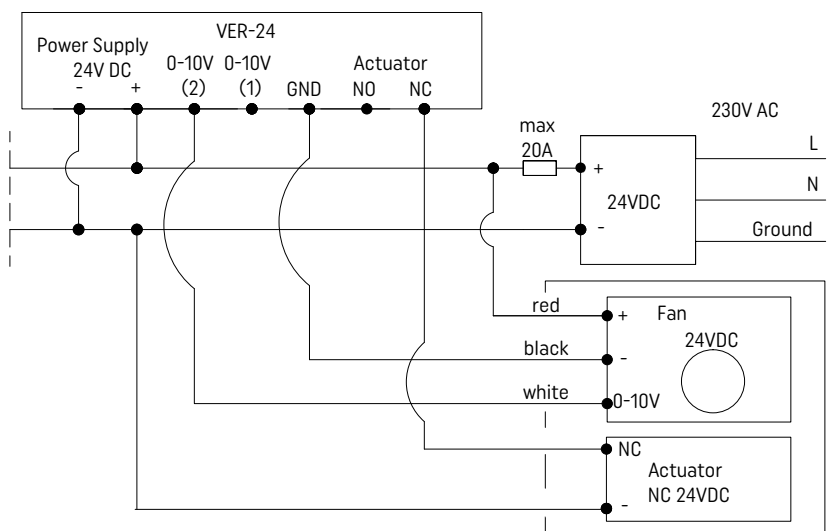 VER-24
Power Supply
24V DC
- +
0-10V
(2)
0-10V
(1)
GND
Actuator
NO NC
max
20A
230V AC
+
-
24VDC
L
N
Ground
red
black
white
+
-
0-10V
Fan
24VDC
NC
-
Actuator
NC 24VDC